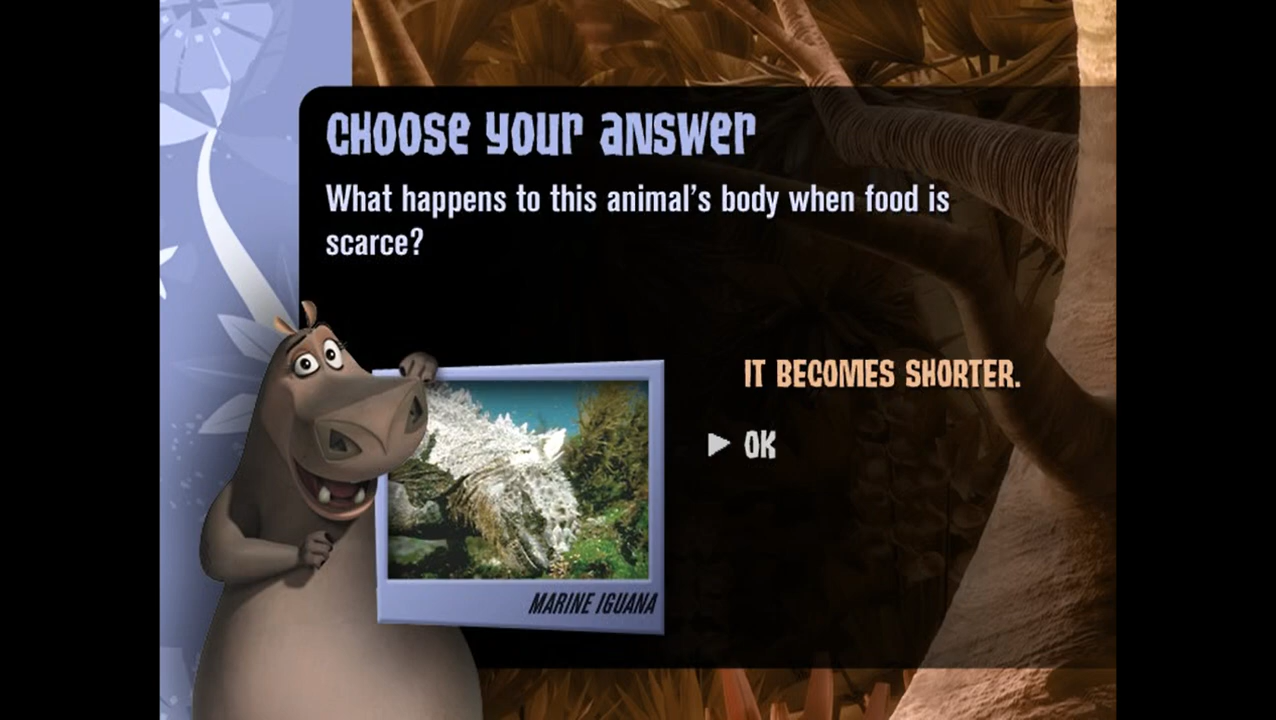 CHOOSE YOUR ANSWER
What happens to this animal's body when food is
scarce?
IT BECOMES SHORTER.
OK
MARINE IGUANA